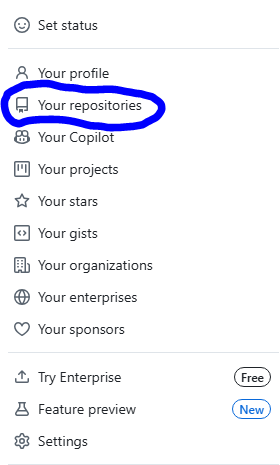 Set status
Your profile
Your repositories
Your Copilot
Your projects
Your stars
Your gists
Your organizations
Your enterprises
Your sponsors
Try Enterprise Free
Feature preview New
Settings